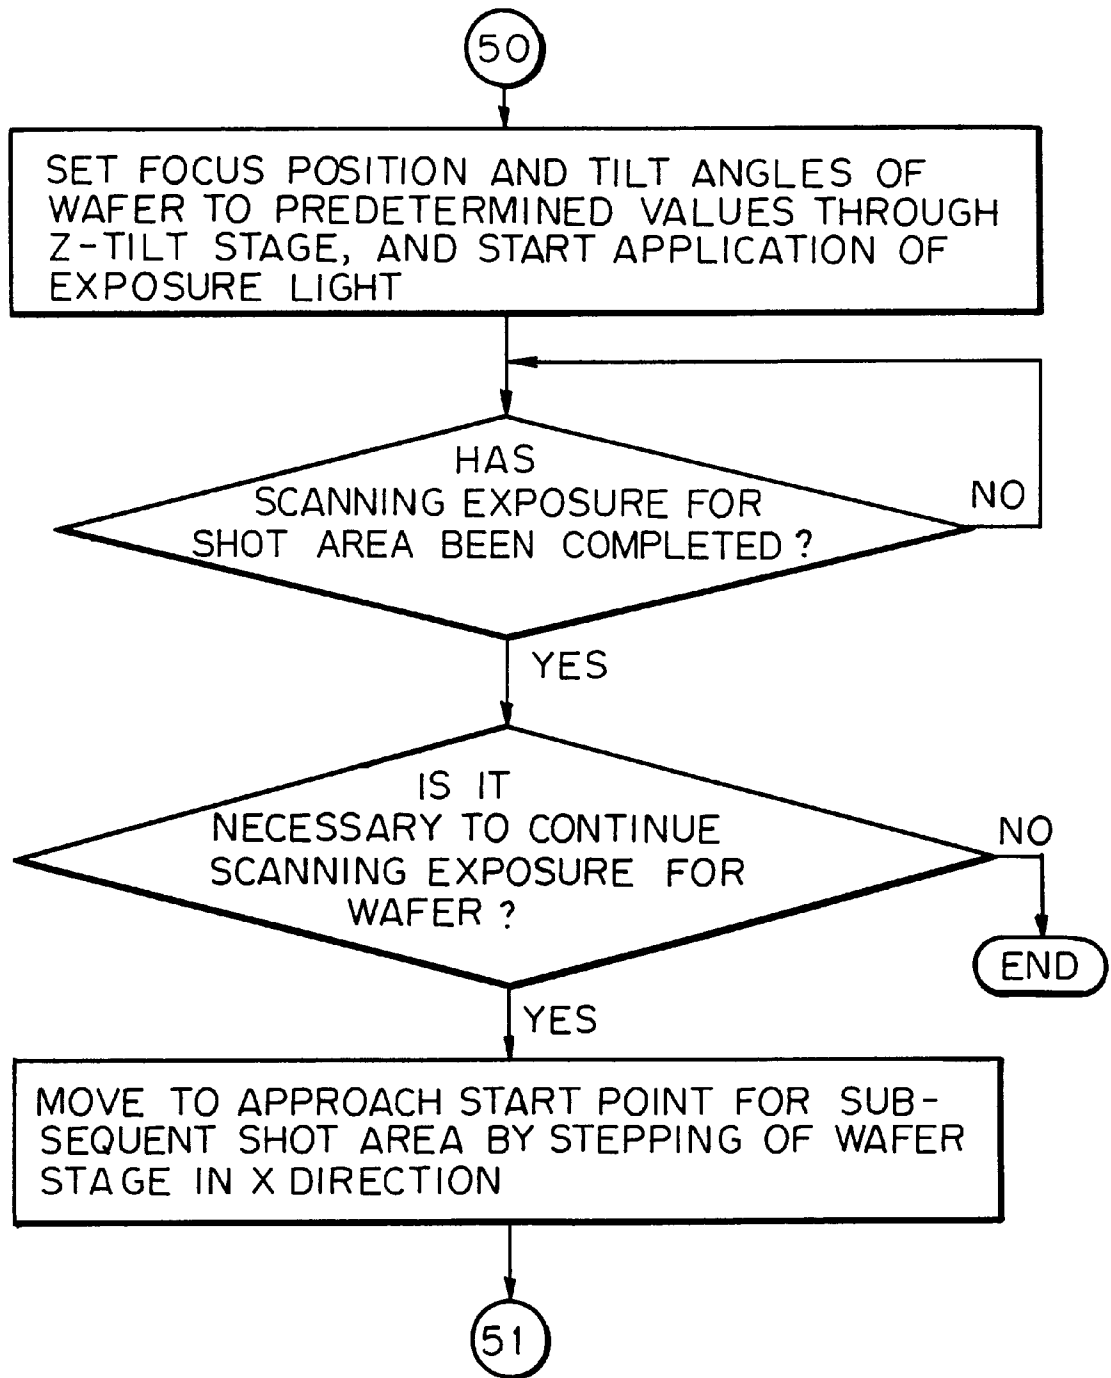 50
SET FOCUS POSITION AND TILT ANGLES OF
WAFER TO PREDETERMINED VALUES THROUGH
Z-TILT STAGE, AND START APPLICATION OF
EXPOSURE LIGHT
HAS
SCANNING EXPOSURE FOR
SHOT AREA BEEN COMPLETED?
NO
YES
IS IT
NECESSARY TO CONTINUE
SCANNING EXPOSURE FOR
WAFER?
NO
END
YES
MOVE TO APPROACH START POINT FOR SUB-
SEQUENT SHOT AREA BY STEPPING OF WAFER
STAGE IN X DIRECTION
51